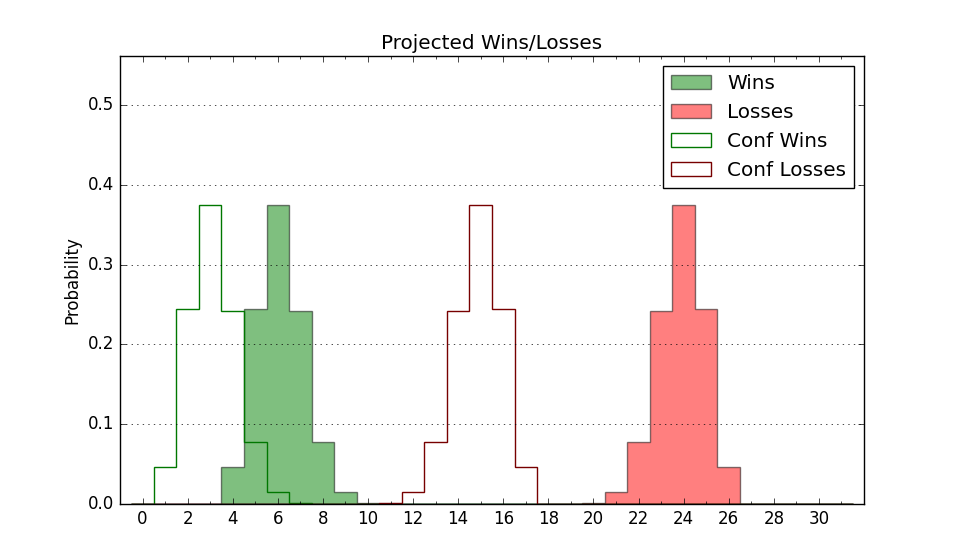 Projected Wins/Losses
Wins
Losses
Conf Wins
Conf Losses
Probability
0.5
0.4
0.3
0.2
0.1
0.0
0 2 4 6 8 10 12 14 16 18 20 22 24 26 28 30